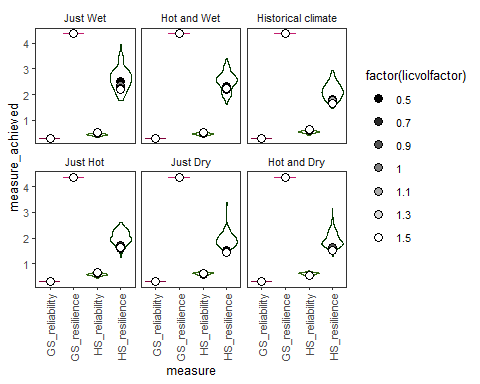 Just Wet
Hot and Wet
Historical climate
4
3
2
1
Just Hot
Just Dry
Hot and Dry
4
3
2
1
measure_achieved
GS_reliability
GS_resilience
HS_reliability
HS_resilience
GS_reliability
GS_resilience
HS_reliability
HS_resilience
GS_reliability
GS_resilience
HS_reliability
HS_resilience
measure
factor(licvolfactor)
0.5
0.7
0.9
1
1.1
1.3
1.5